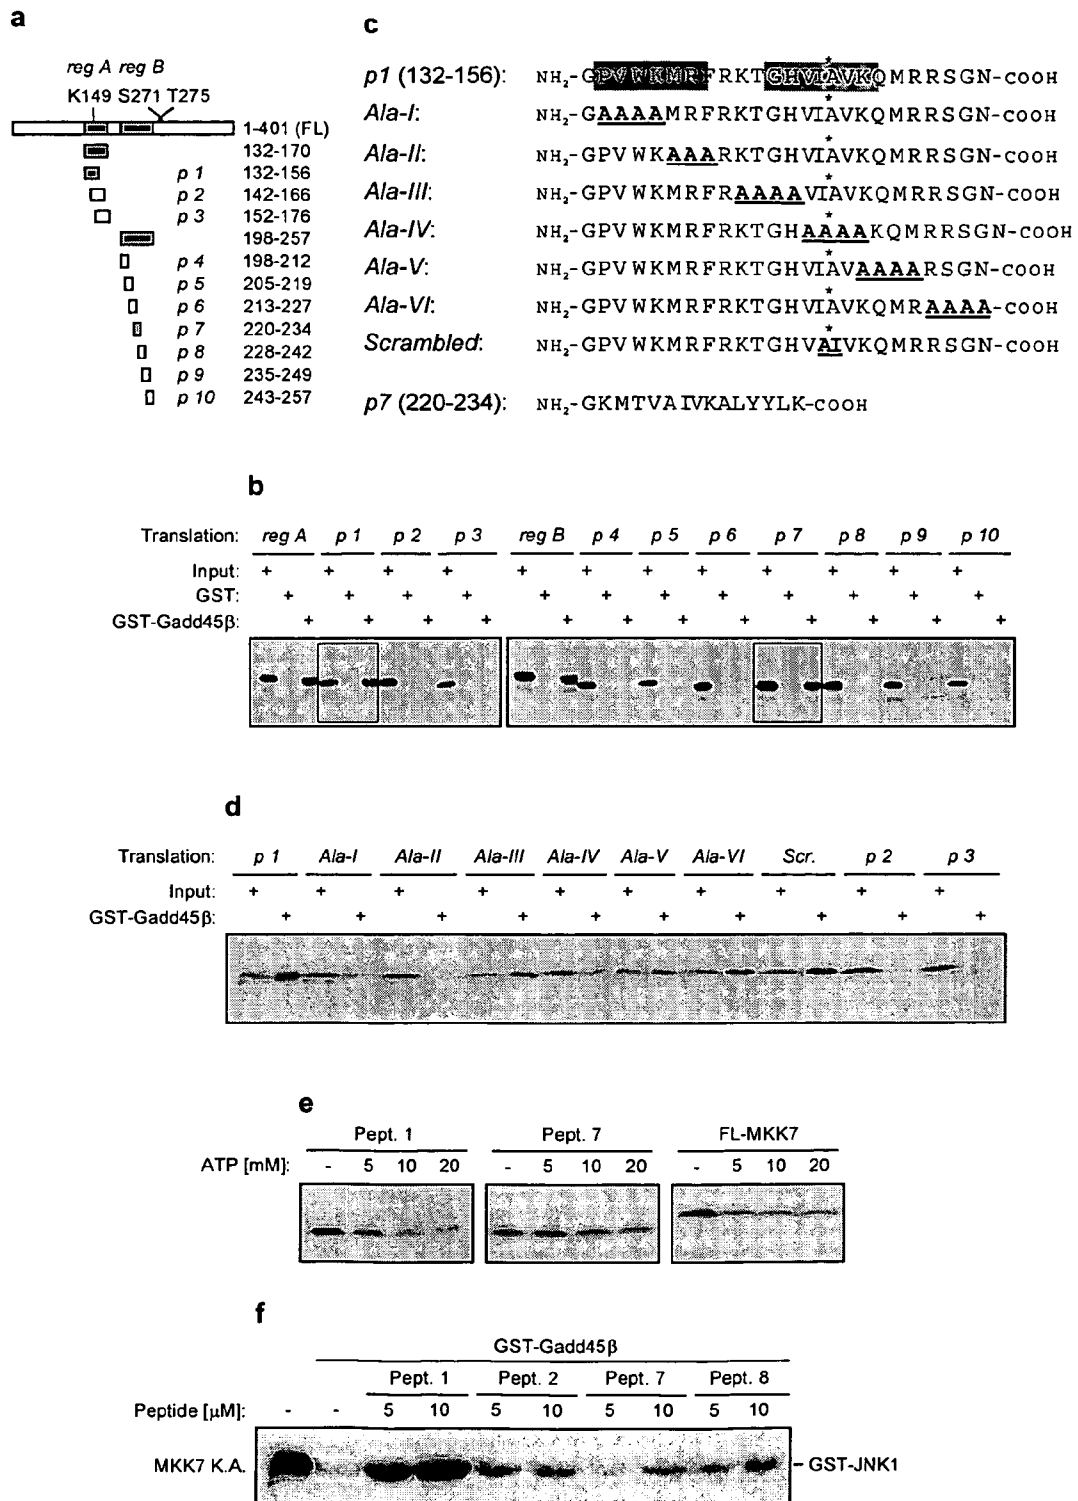 a
reg A reg B
K149 S271 T275
1-401 (FL)
132-170
p 1 132-156
p 2 142-166
p 3 152-176
198-257
p 4 198-212
p 5 205-219
p 6 213-227
p 7 220-234
p 8 228-242
p 9 235-249
p 10 243-257
c
*
p1 (132-156): NH2-GPVWKMRFRKTGHVIAVKQMRRSGN-COOH
*
Ala-I: NH2-GAAAAMRFRKTGHVIAVKQMRRSGN-COOH
*
Ala-II: NH2-GPVWKAAARKTGHVIAVKQMRRSGN-COOH
*
Ala-III: NH2-GPVWKMRFRAAAAVIAVKQMRRSGN-COOH
*
Ala-IV: NH2-GPVWKMRFRKTGHAAAAKQMRRSGN-COOH
*
Ala-V: NH2-GPVWKMRFRKTGHVIAVAAAARSGN-COOH
*
Ala-VI: NH2-GPVWKMRFRKTGHVIAVKQMRAAAA-COOH
*
Scrambled: NH2-GPVWKMRFRKTGHVAIVKQMRRSGN-COOH
p7 (220-234): NH2-GKMTVAIVKALYYLK-COOH
b
Translation: reg A p 1 p 2 p 3 reg B p 4 p 5 p 6 p 7 p 8 p 9 p 10
Input: + + + + + + + + + + + +
GST: + + + + + + + + + + + +
GST-Gadd45β: + + + + + + + + + + + +
d
Translation: p 1 Ala-I Ala-II Ala-III Ala-IV Ala-V Ala-VI Scr. p 2 p 3
Input: + + + + + + + + + +
GST-Gadd45β: + + + + + + + + + +
e
Pept. 1 Pept. 7 FL-MKK7
ATP [mM]: - 5 10 20 - 5 10 20 - 5 10 20
f
GST-Gadd45β
Pept. 1 Pept. 2 Pept. 7 Pept. 8
Peptide [μM]: - - 5 10 5 10 5 10 5 10
MKK7 K.A. – GST-JNK1